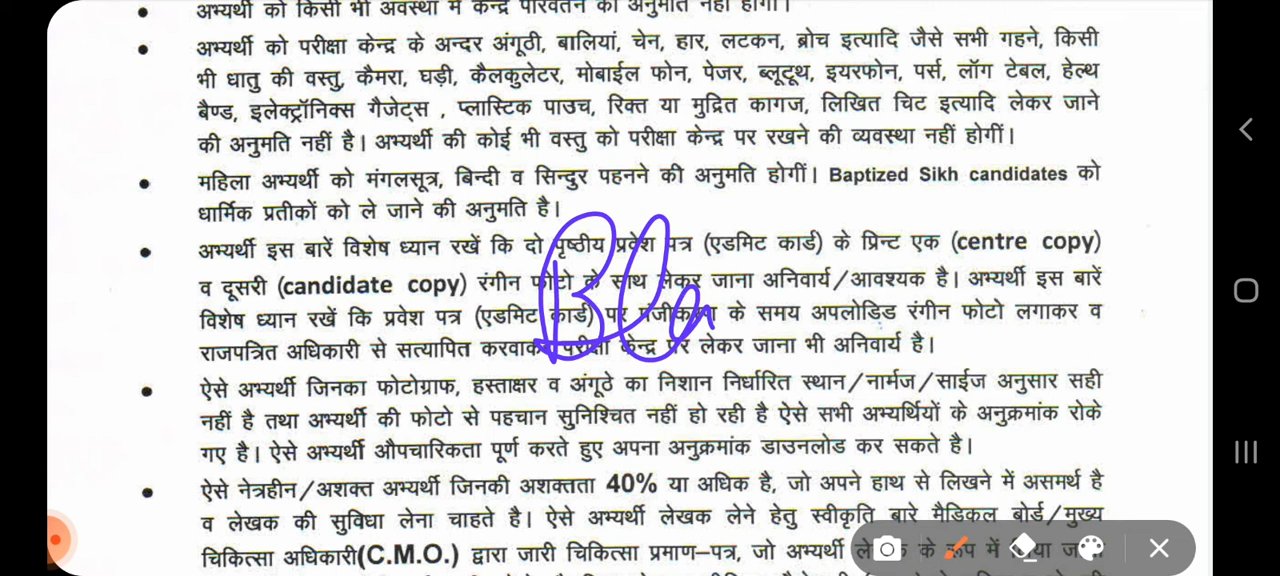 अभ्यर्थी को किसी भी अवस्था में केन्द्र परिवर्तन की अनुमति नहीं होगी।
• अभ्यर्थी को परीक्षा केन्द्र के अन्दर अंगूठी, बालियां, चेन, हार, लटकन, ब्रोच इत्यादि जैसे सभी गहने, किसी
भी धातु की वस्तु, कैमरा, घड़ी, कैलकुलेटर, मोबाईल फोन, पेजर, ब्लूटूथ, इयरफोन, पर्स, लॉग टेबल, हेल्थ
बैण्ड, इलेक्ट्रॉनिक्स गैजेट्स , प्लास्टिक पाउच, रिक्त या मुद्रित कागज, लिखित चिट इत्यादि लेकर जाने
की अनुमति नहीं है। अभ्यर्थी की कोई भी वस्तु को परीक्षा केन्द्र पर रखने की व्यवस्था नहीं होगीं।
• महिला अभ्यर्थी को मंगलसूत्र, बिन्दी व सिन्दुर पहनने की अनुमति होगीं। Baptized Sikh candidates को
धार्मिक प्रतीकों को ले जाने की अनुमति है।
• अभ्यर्थी इस बारें विशेष ध्यान रखें कि दो पृष्ठीय प्रवेश पत्र (एडमिट कार्ड) के प्रिन्ट एक (centre copy)
व दूसरी (candidate copy) रंगीन फोटो के साथ लेकर जाना अनिवार्य/आवश्यक है। अभ्यर्थी इस बारें
विशेष ध्यान रखें कि प्रवेश पत्र (एडमिट कार्ड) पर पंजीकरण के समय अपलोडिड रंगीन फोटो लगाकर व
राजपत्रित अधिकारी से सत्यापित करवाकर परीक्षा केन्द्र पर लेकर जाना भी अनिवार्य है।
• ऐसे अभ्यर्थी जिनका फोटोग्राफ, हस्ताक्षर व अंगूठे का निशान निर्धारित स्थान/नार्मज/साईज अनुसार सही
नहीं है तथा अभ्यर्थी की फोटो से पहचान सुनिश्चित नहीं हो रही है ऐसे सभी अभ्यर्थियों के अनुक्रमांक रोके
गए है। ऐसे अभ्यर्थी औपचारिकता पूर्ण करते हुए अपना अनुक्रमांक डाउनलोड कर सकते है।
• ऐसे नेत्रहीन/अशक्त अभ्यर्थी जिनकी अशक्तता 40% या अधिक है, जो अपने हाथ से लिखने में असमर्थ है
व लेखक की सुविधा लेना चाहते है। ऐसे अभ्यर्थी लेखक लेने हेतु स्वीकृति बारे मैडिकल बोर्ड/मुख्य
चिकित्सा अधिकारी(C.M.O.) द्वारा जारी चिकित्सा प्रमाण–पत्र, जो अभ्यर्थी के रूप में